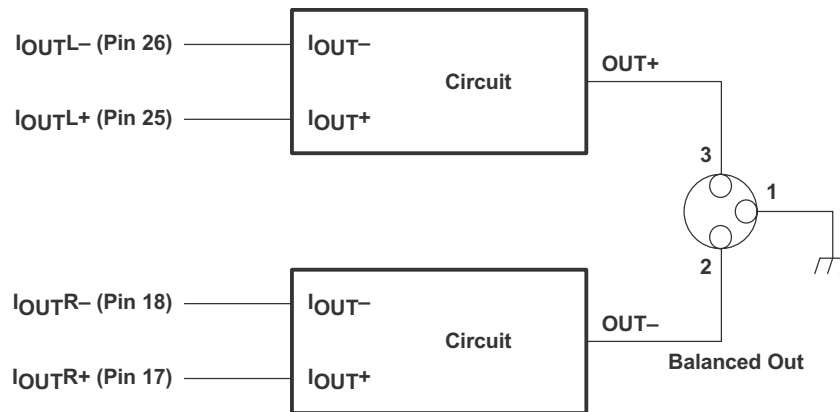 IOUTL– (Pin 26)
IOUT–
Circuit
OUT+
IOUTL+ (Pin 25)
IOUT+
3
1
2
IOUTR– (Pin 18)
IOUT–
Circuit
OUT–
Balanced Out
IOUTR+ (Pin 17)
IOUT+